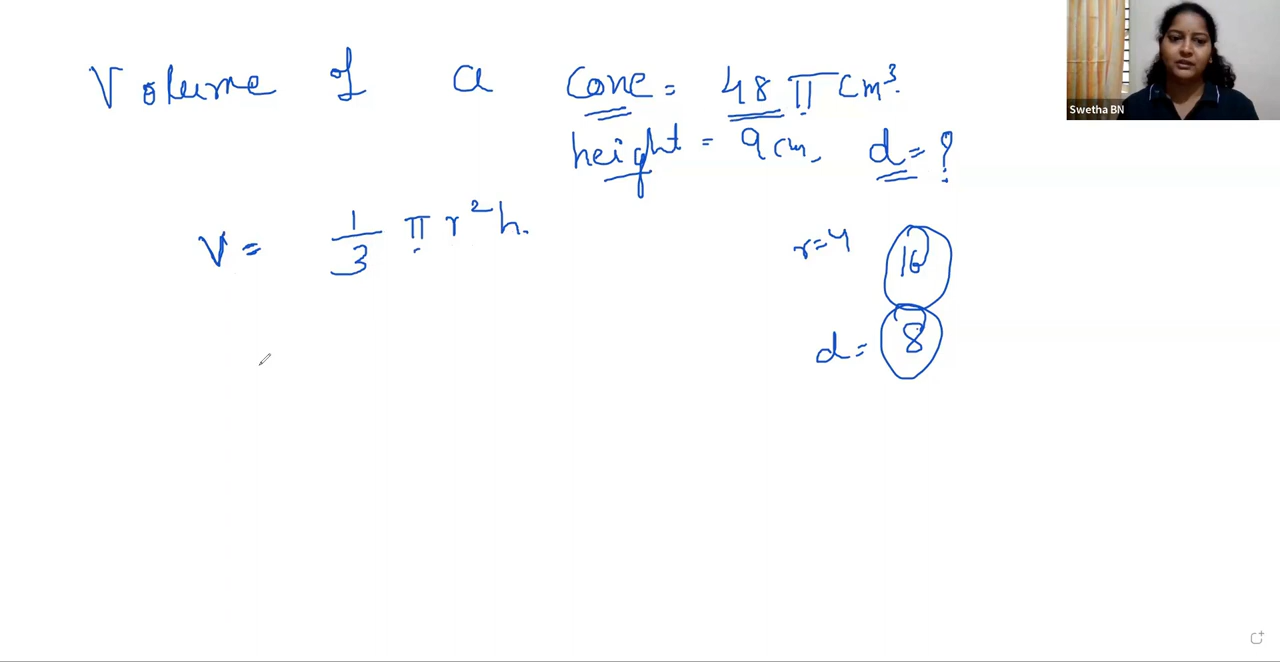 Volume of a cone = 48 π cm³.
height = 9 cm, d = ?
V = 1/3 π r² h.
r = 4 16
d = 8
Swetha BN